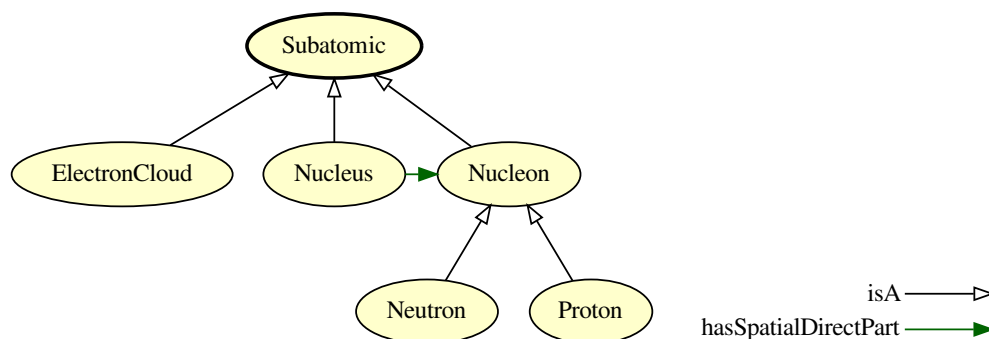 Subatomic
ElectronCloud
Nucleus
Nucleon
Neutron
Proton
isA
hasSpatialDirectPart